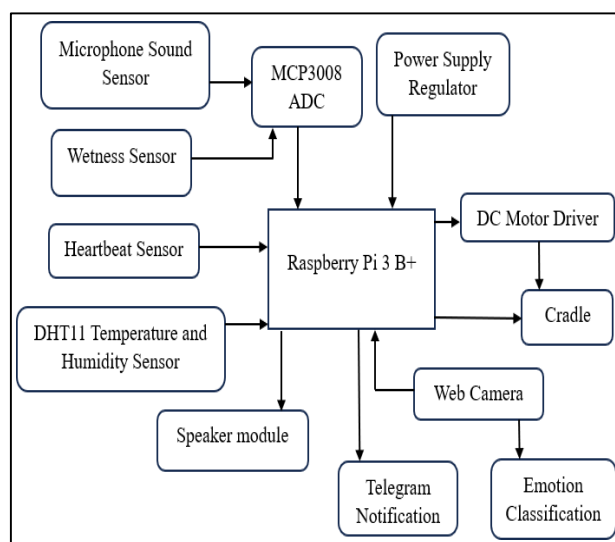 Microphone Sound
Sensor
MCP3008
ADC
Power Supply
Regulator
Wetness Sensor
Heartbeat Sensor
Raspberry Pi 3 B+
DC Motor Driver
DHT11 Temperature and
Humidity Sensor
Cradle
Web Camera
Speaker module
Telegram
Notification
Emotion
Classification